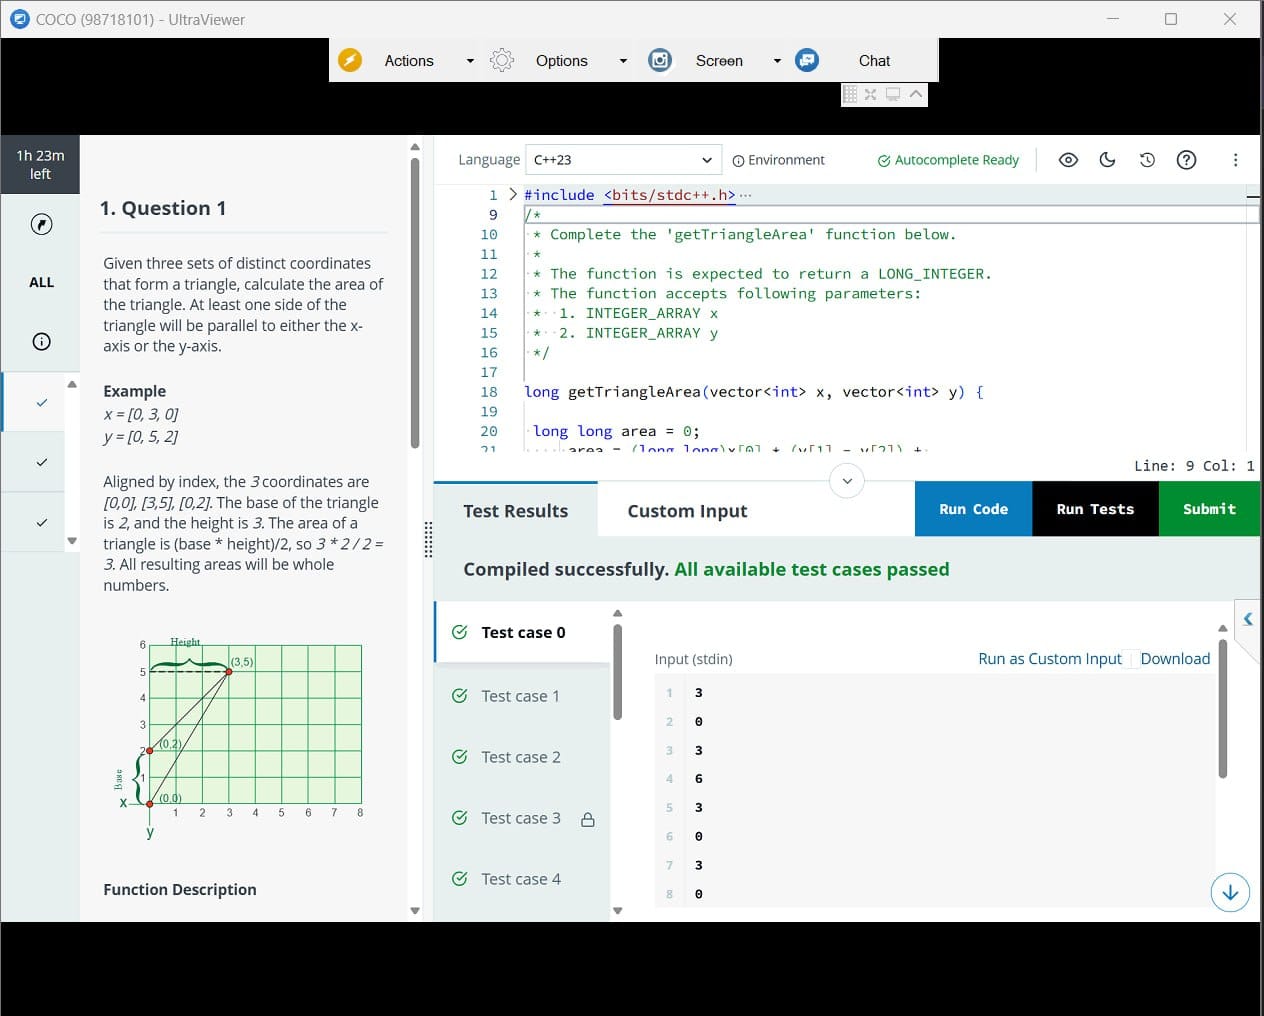 COCO (98718101) - UltraViewer
Actions
Options
Screen
Chat
1h 23m
left
ALL
1. Question 1
Given three sets of distinct coordinates
that form a triangle, calculate the area of
the triangle. At least one side of the
triangle will be parallel to either the x-
axis or the y-axis.
Example
x = [0, 3, 0]
y = [0, 5, 2]
Aligned by index, the 3 coordinates are
[0,0], [3,5], [0,2]. The base of the triangle
is 2, and the height is 3. The area of a
triangle is (base * height)/2, so 3 * 2 / 2 =
3. All resulting areas will be whole
numbers.
Height
6
5
4
3
2
1
(3,5)
(0,2)
(0,0)
Base
X
y
1 2 3 4 5 6 7 8
Function Description
Language
C++23
Environment
Autocomplete Ready
1 #include <bits/stdc++.h> ...
9 /*
10 * Complete the 'getTriangleArea' function below.
11 *
12 * The function is expected to return a LONG_INTEGER.
13 * The function accepts following parameters:
14 * 1. INTEGER_ARRAY x
15 * 2. INTEGER_ARRAY y
16 */
17
18 long getTriangleArea(vector<int> x, vector<int> y) {
19
20 long long area = 0;
21 area = (long long)x[0] * (y[1] - y[2]) +
Line: 9 Col: 1
Test Results
Custom Input
Run Code
Run Tests
Submit
Compiled successfully. All available test cases passed
Test case 0
Test case 1
Test case 2
Test case 3
Test case 4
Input (stdin)
Run as Custom Input
Download
1 3
2 0
3 3
4 6
5 3
6 0
7 3
8 0